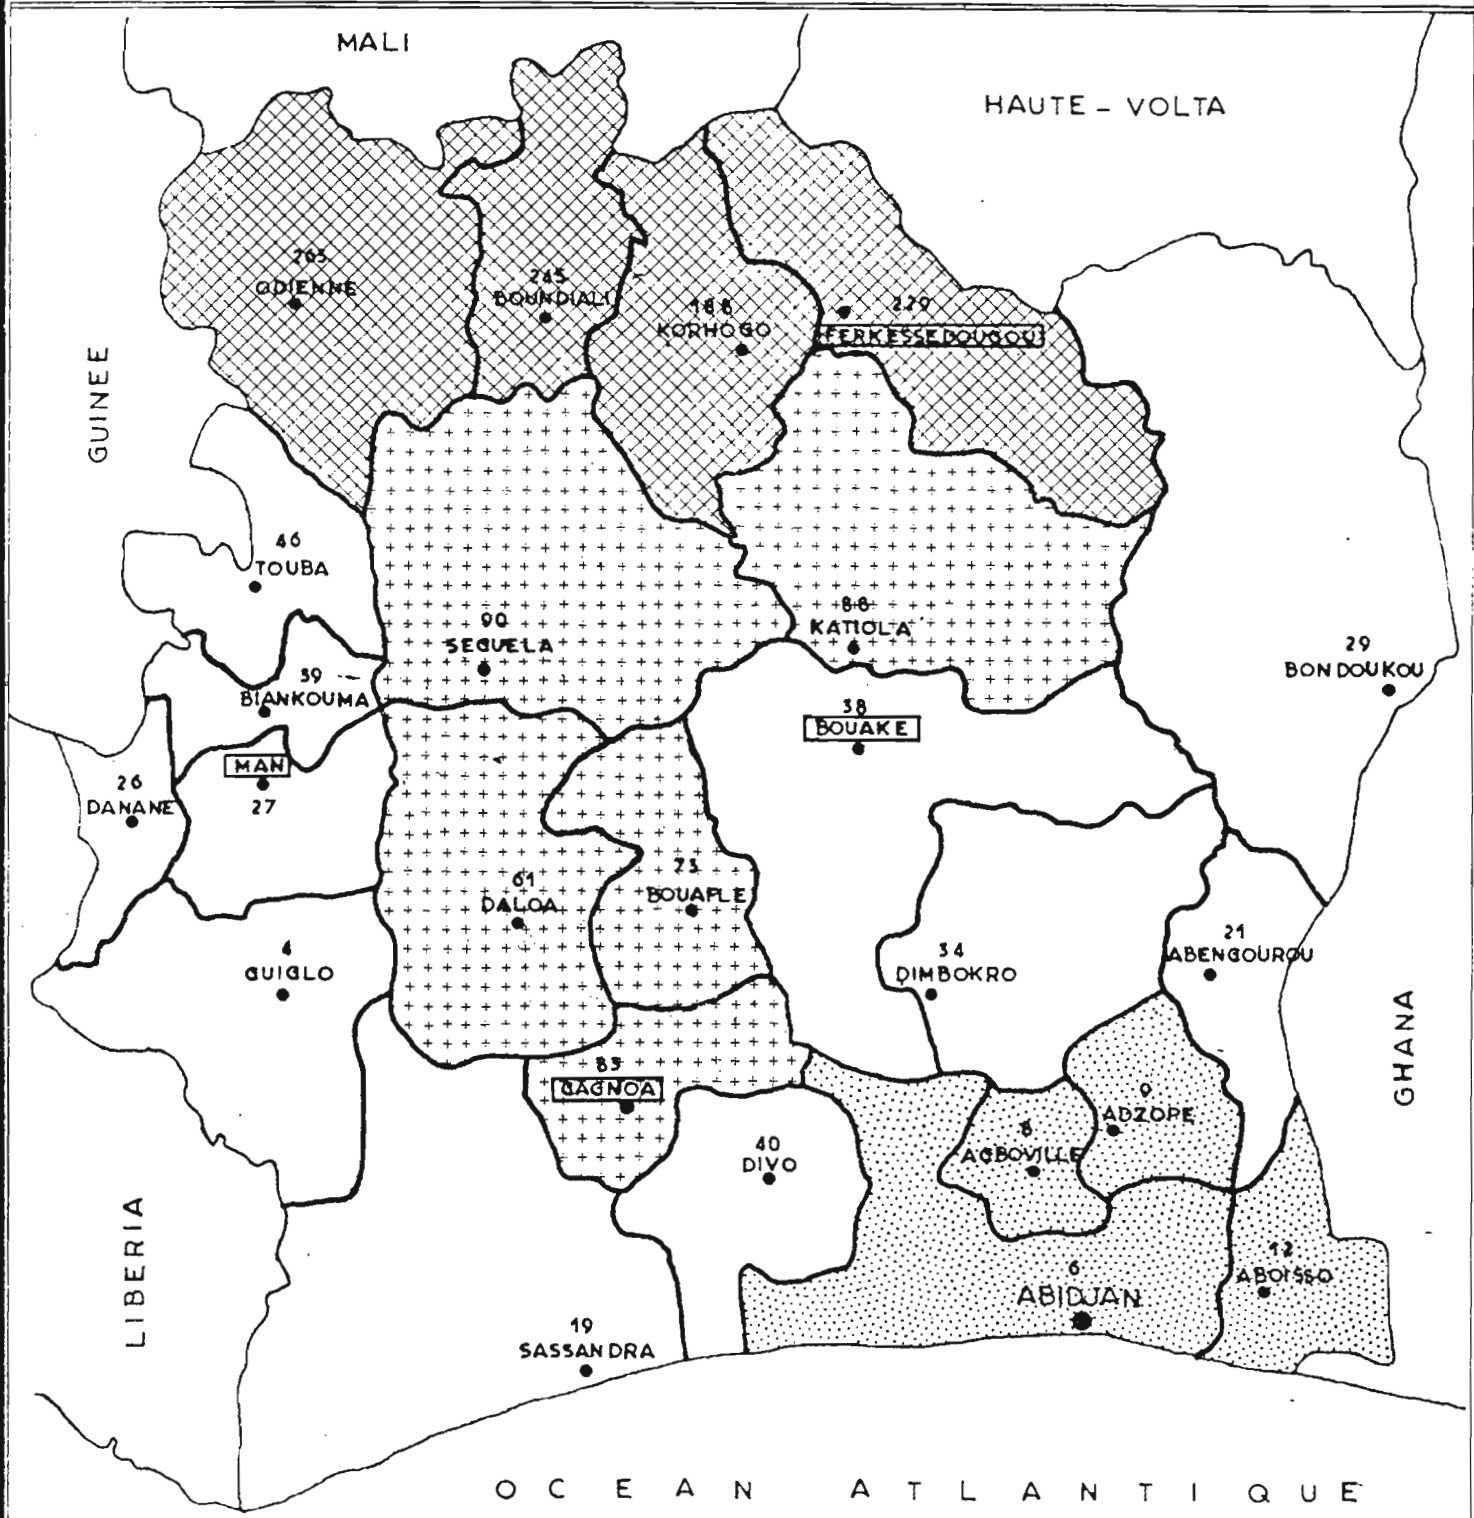 MALI
HAUTE - VOLTA
GUINEE
265
ODIENNE
245
BOUNDIALI
188
KORHOGO
229
FERKESSEDOUGOU
46
TOUBA
90
SEGUELA
88
KATIOLA
29
BONDOUKOU
39
BIANKOUMA
38
BOUAKE
MAN
27
26
DANANE
61
DALOA
73
BOUAFLE
4
GUIGLO
34
DIMBOKRO
21
ABENGOUROU
GHANA
83
GAGNOA
9
ADZOPE
8
AGBOVILLE
40
DIVO
LIBERIA
6
ABIDJAN
12
ABOISSO
19
SASSANDRA
OCEAN ATLANTIQUE